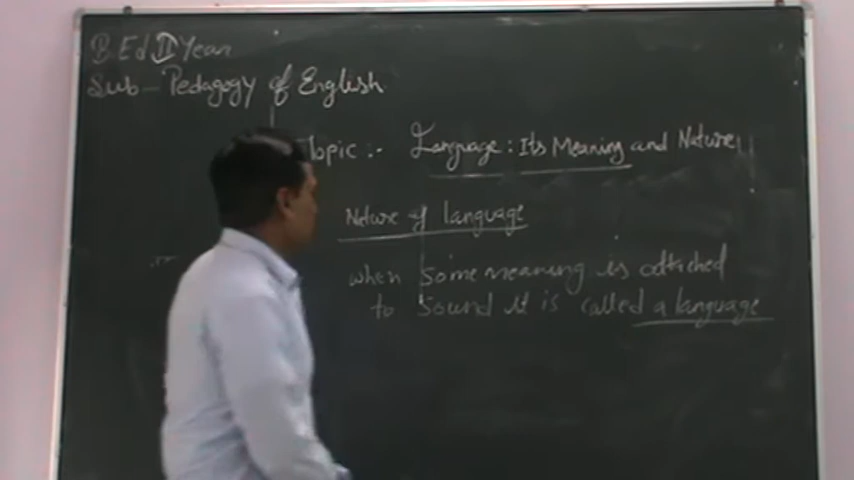 B.Ed II Year
Sub - Pedagogy of English
Topic :- Language : Its Meaning and Nature
Nature of language
when some meaning is attached
to sound it is called a language